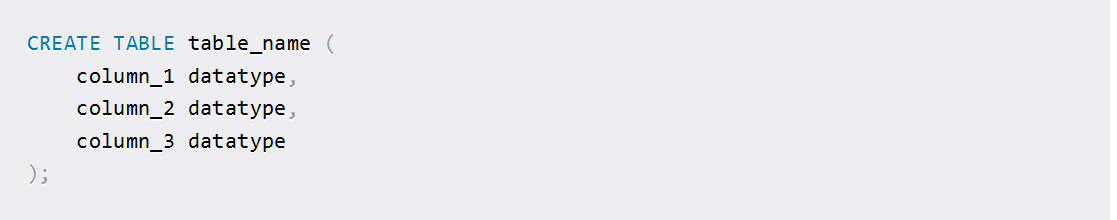 CREATE TABLE table_name (
    column_1 datatype,
    column_2 datatype,
    column_3 datatype
);